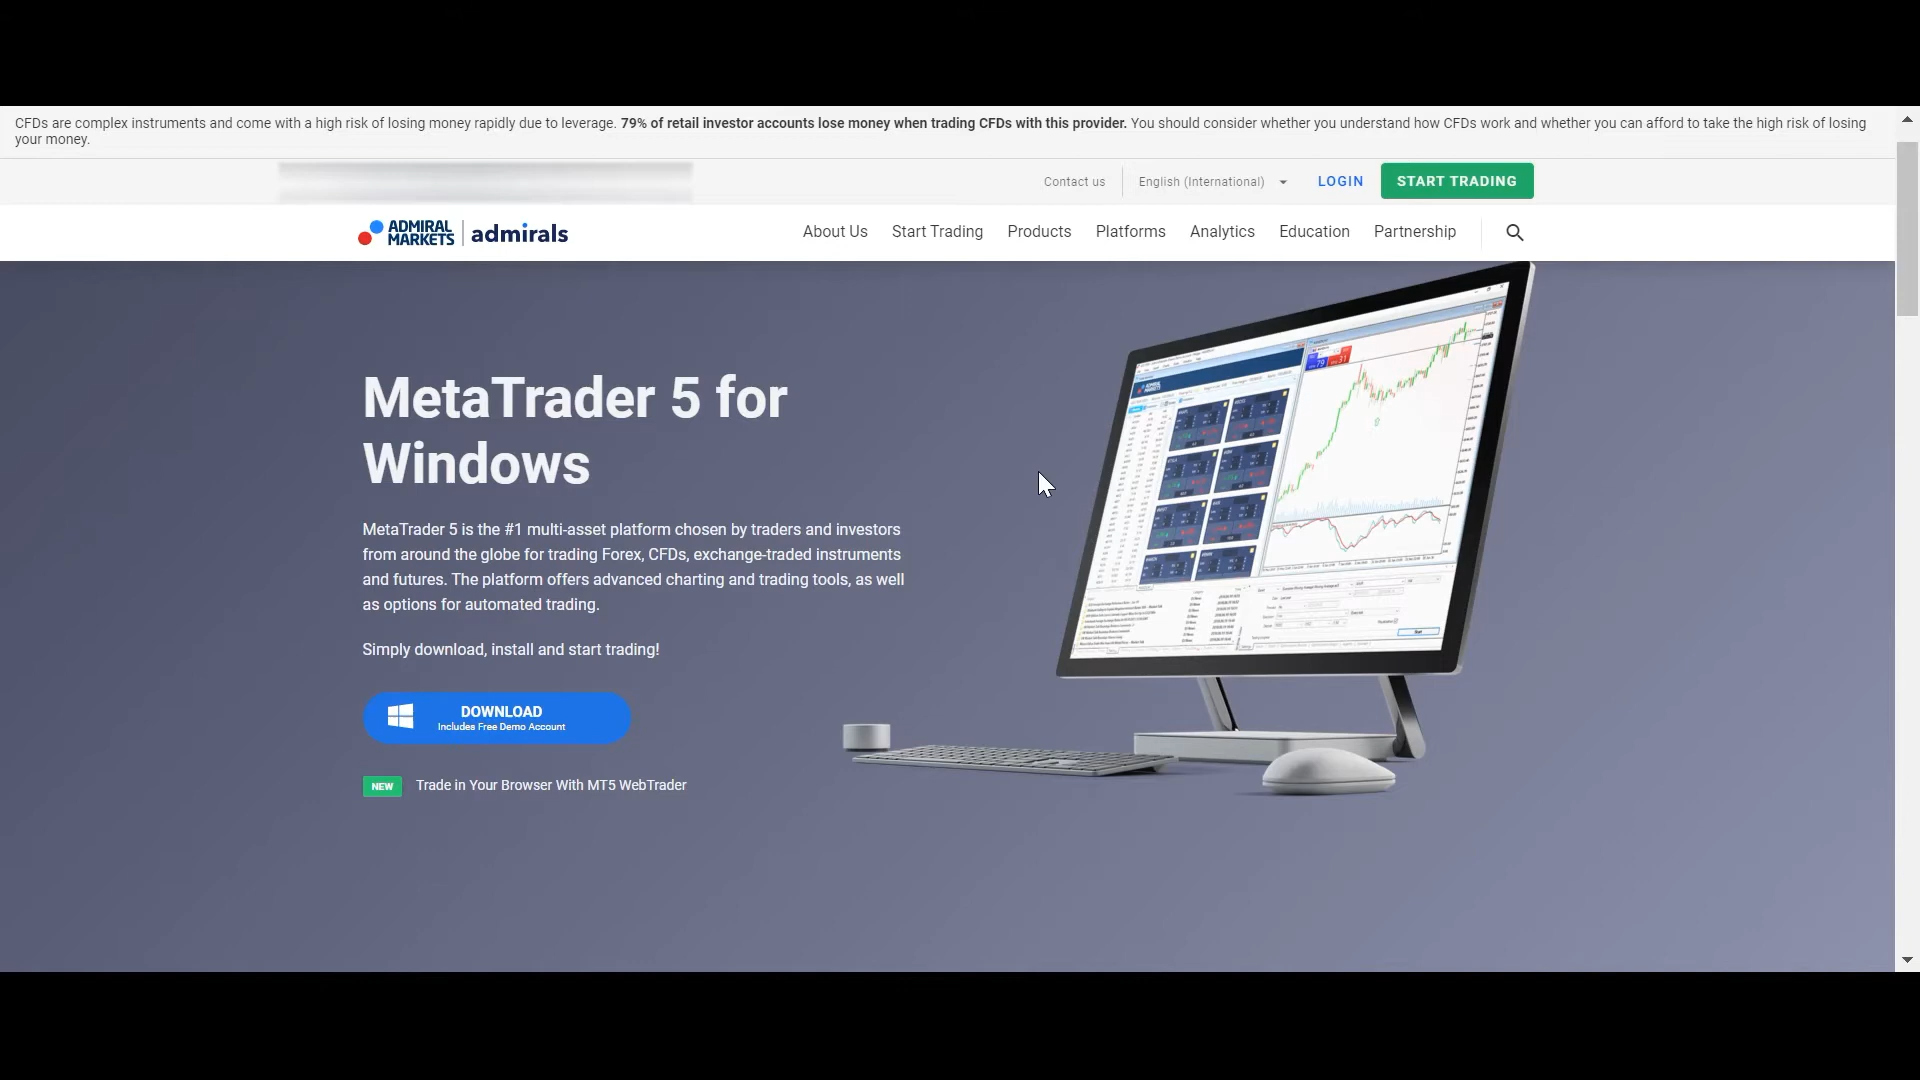 CFDs are complex instruments and come with a high risk of losing money rapidly due to leverage. 79% of retail investor accounts lose money when trading CFDs with this provider. You should consider whether you understand how CFDs work and whether you can afford to take the high risk of losing
your money.
Contact us
English (International)
LOGIN
START TRADING
ADMIRAL
MARKETS
admirals
About Us
Start Trading
Products
Platforms
Analytics
Education
Partnership
MetaTrader 5 for
Windows
MetaTrader 5 is the #1 multi-asset platform chosen by traders and investors
from around the globe for trading Forex, CFDs, exchange-traded instruments
and futures. The platform offers advanced charting and trading tools, as well
as options for automated trading.
Simply download, install and start trading!
DOWNLOAD
Includes Free Demo Account
NEW
Trade in Your Browser With MT5 WebTrader